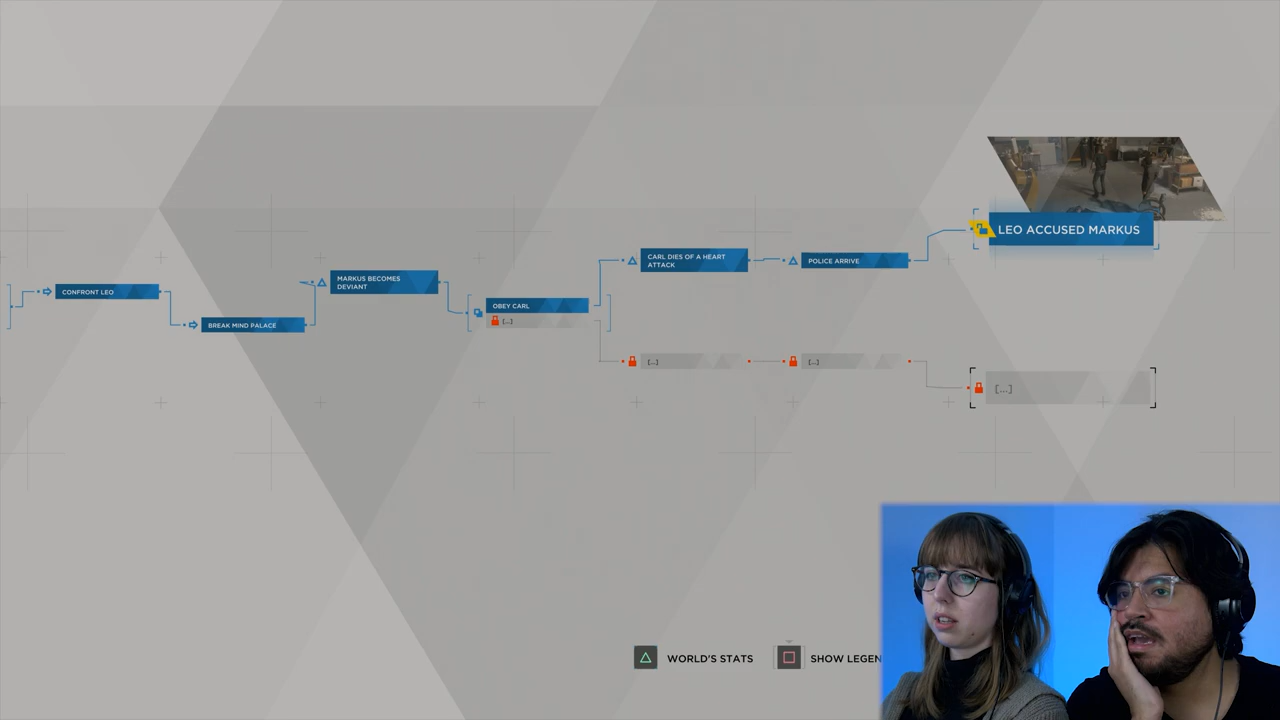 LEO ACCUSED MARKUS
CARL DIES OF A HEART
ATTACK
POLICE ARRIVE
MARKUS BECOMES
DEVIANT
CONFRONT LEO
OBEY CARL
[...]
BREAK MIND PALACE
[...]
[...]
[...]
WORLD'S STATS
SHOW LEGEN